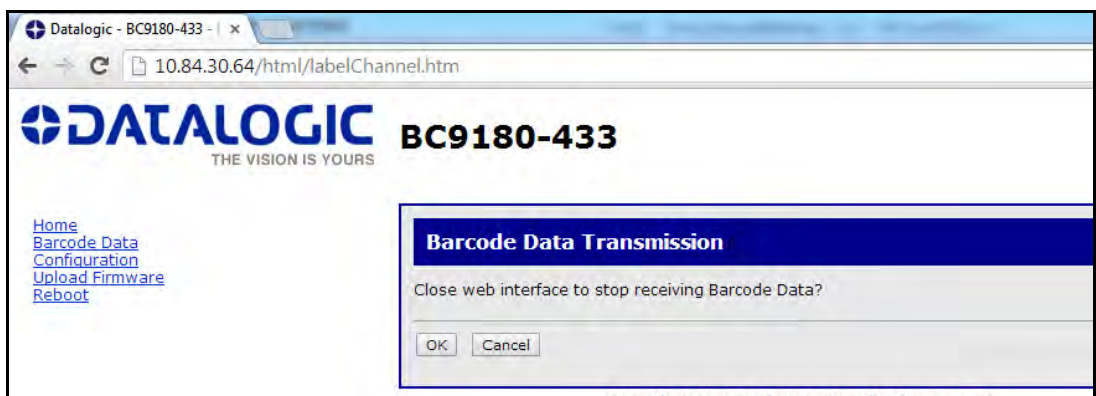 Datalogic - BC9180-433 -
10.84.30.64/html/labelChannel.htm
DATALOGIC
THE VISION IS YOURS
BC9180-433
Home
Barcode Data
Configuration
Upload Firmware
Reboot
Barcode Data Transmission
Close web interface to stop receiving Barcode Data?
OK Cancel